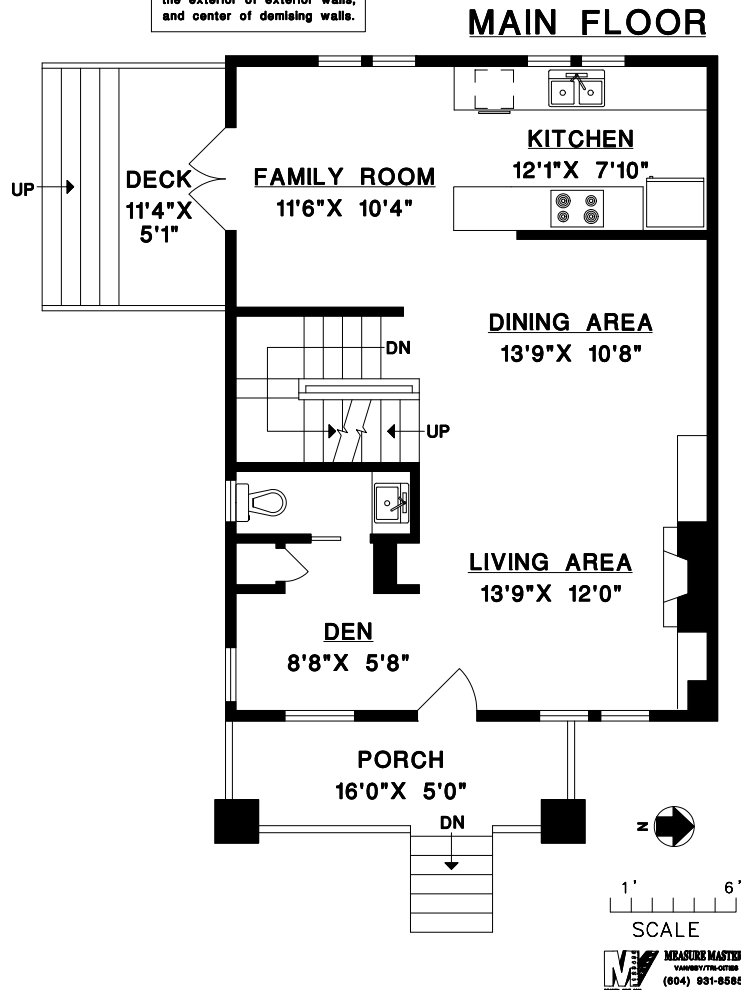 the exterior of exterior walls,
and center of demising walls.
MAIN FLOOR
KITCHEN
12'1"X 7'10"
UP
DECK
11'4"X
5'1"
FAMILY ROOM
11'6"X 10'4"
DINING AREA
13'9"X 10'8"
DN
UP
LIVING AREA
13'9"X 12'0"
DEN
8'8"X 5'8"
PORCH
16'0"X 5'0"
DN
N
1' 6'
SCALE
MEASURE MASTE
(604) 931-8585